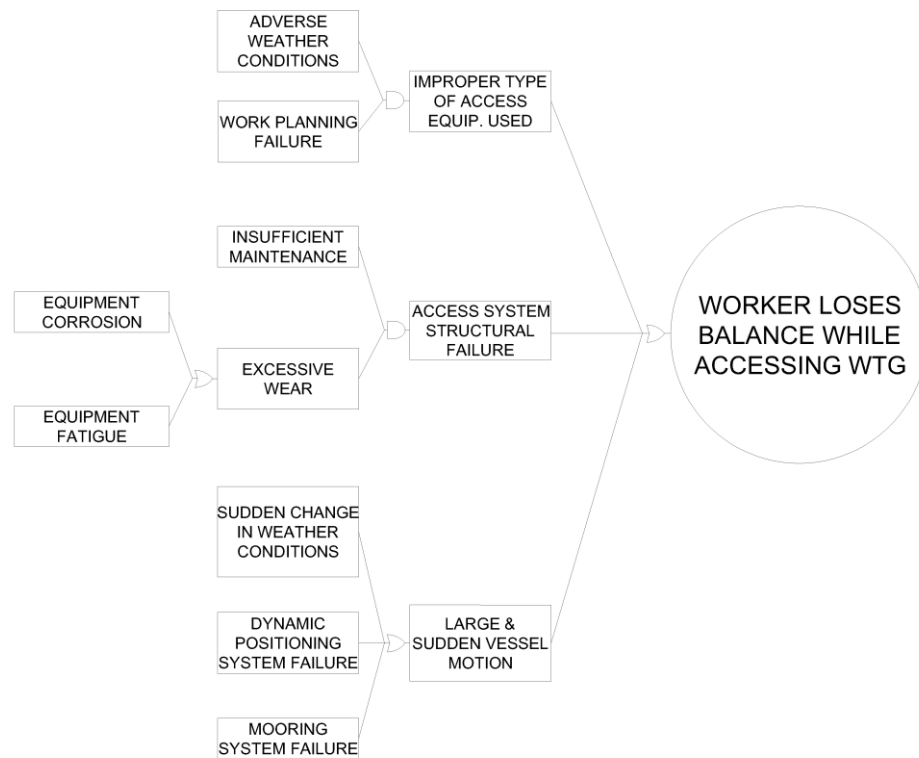 ADVERSE
WEATHER
CONDITIONS
WORK PLANNING
FAILURE
IMPROPER TYPE
OF ACCESS
EQUIP. USED
INSUFFICIENT
MAINTENANCE
EQUIPMENT
CORROSION
EQUIPMENT
FATIGUE
EXCESSIVE
WEAR
ACCESS SYSTEM
STRUCTURAL
FAILURE
SUDDEN CHANGE
IN WEATHER
CONDITIONS
DYNAMIC
POSITIONING
SYSTEM FAILURE
MOORING
SYSTEM FAILURE
LARGE &
SUDDEN VESSEL
MOTION
WORKER LOSES
BALANCE WHILE
ACCESSING WTG